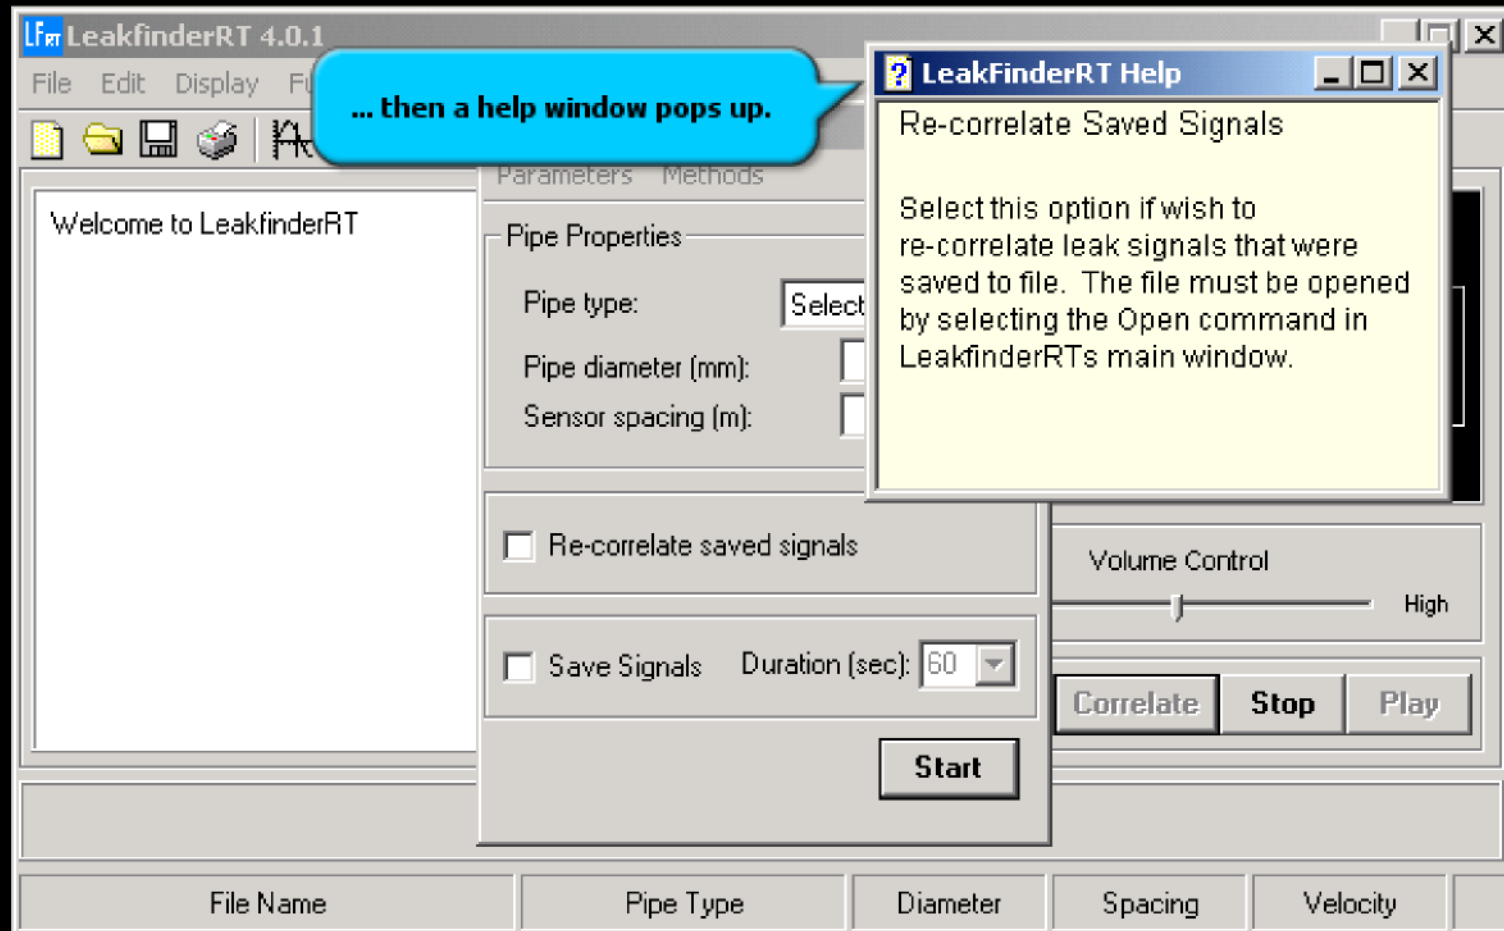 LFRT LeakfinderRT 4.0.1
File Edit Display
... then a help window pops up.
LeakFinderRT Help
Re-correlate Saved Signals
Select this option if wish to
re-correlate leak signals that were
saved to file. The file must be opened
by selecting the Open command in
LeakfinderRTs main window.
Welcome to LeakfinderRT
Parameters Methods
Pipe Properties
Pipe type: Select
Pipe diameter (mm):
Sensor spacing (m):
Re-correlate saved signals
Save Signals Duration (sec): 60
Start
Volume Control
High
Correlate Stop Play
File Name Pipe Type Diameter Spacing Velocity